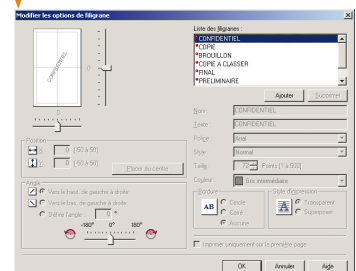 Modifier les options de filigrane
CONFIDENTIEL
0
0
Position
X: 0 [-50 à 50]
Y: 0 [-50 à 50]
Placer au centre
Angle
Vers le haut, de gauche à droite
Vers le bas, de gauche à droite
Définir l'angle : 0 °
-180° 0° 180°
Liste des filigranes :
*CONFIDENTIEL
*COPIE
*BROUILLON
*COPIE A CLASSER
*FINAL
*PRELIMINAIRE
Ajouter Supprimer
Nom : CONFIDENTIEL
Texte : CONFIDENTIEL
Police Arial
Style Normal
Taille 72 Points [1 à 500]
Couleur Gris intermédiaire
Bordure
AB
Cercle
Carré
Aucune
Style d'impression
Transparent
Superposer
Imprimer uniquement sur la première page
OK Annuler Aide